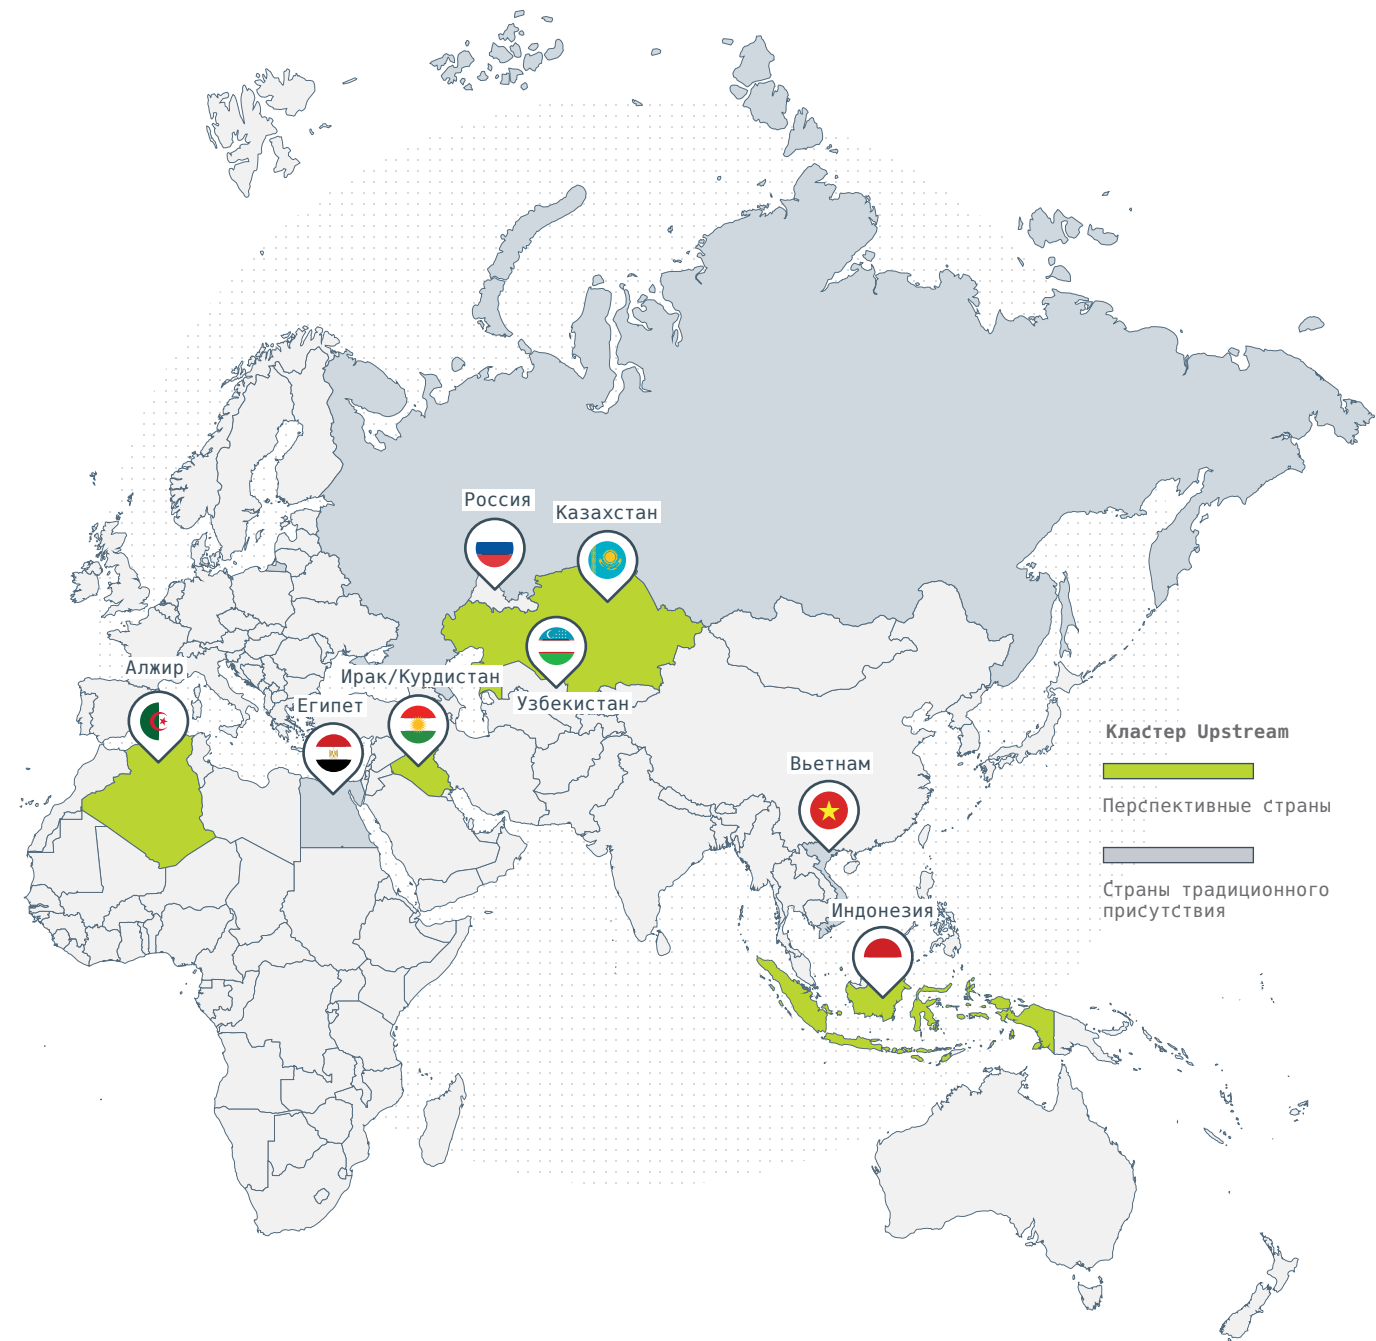 Россия
Казахстан
Алжир
Ирак/Курдистан
Египет
Узбекистан
Вьетнам
Индонезия
Кластер Upstream
Перспективные страны
Страны традиционного
присутствия